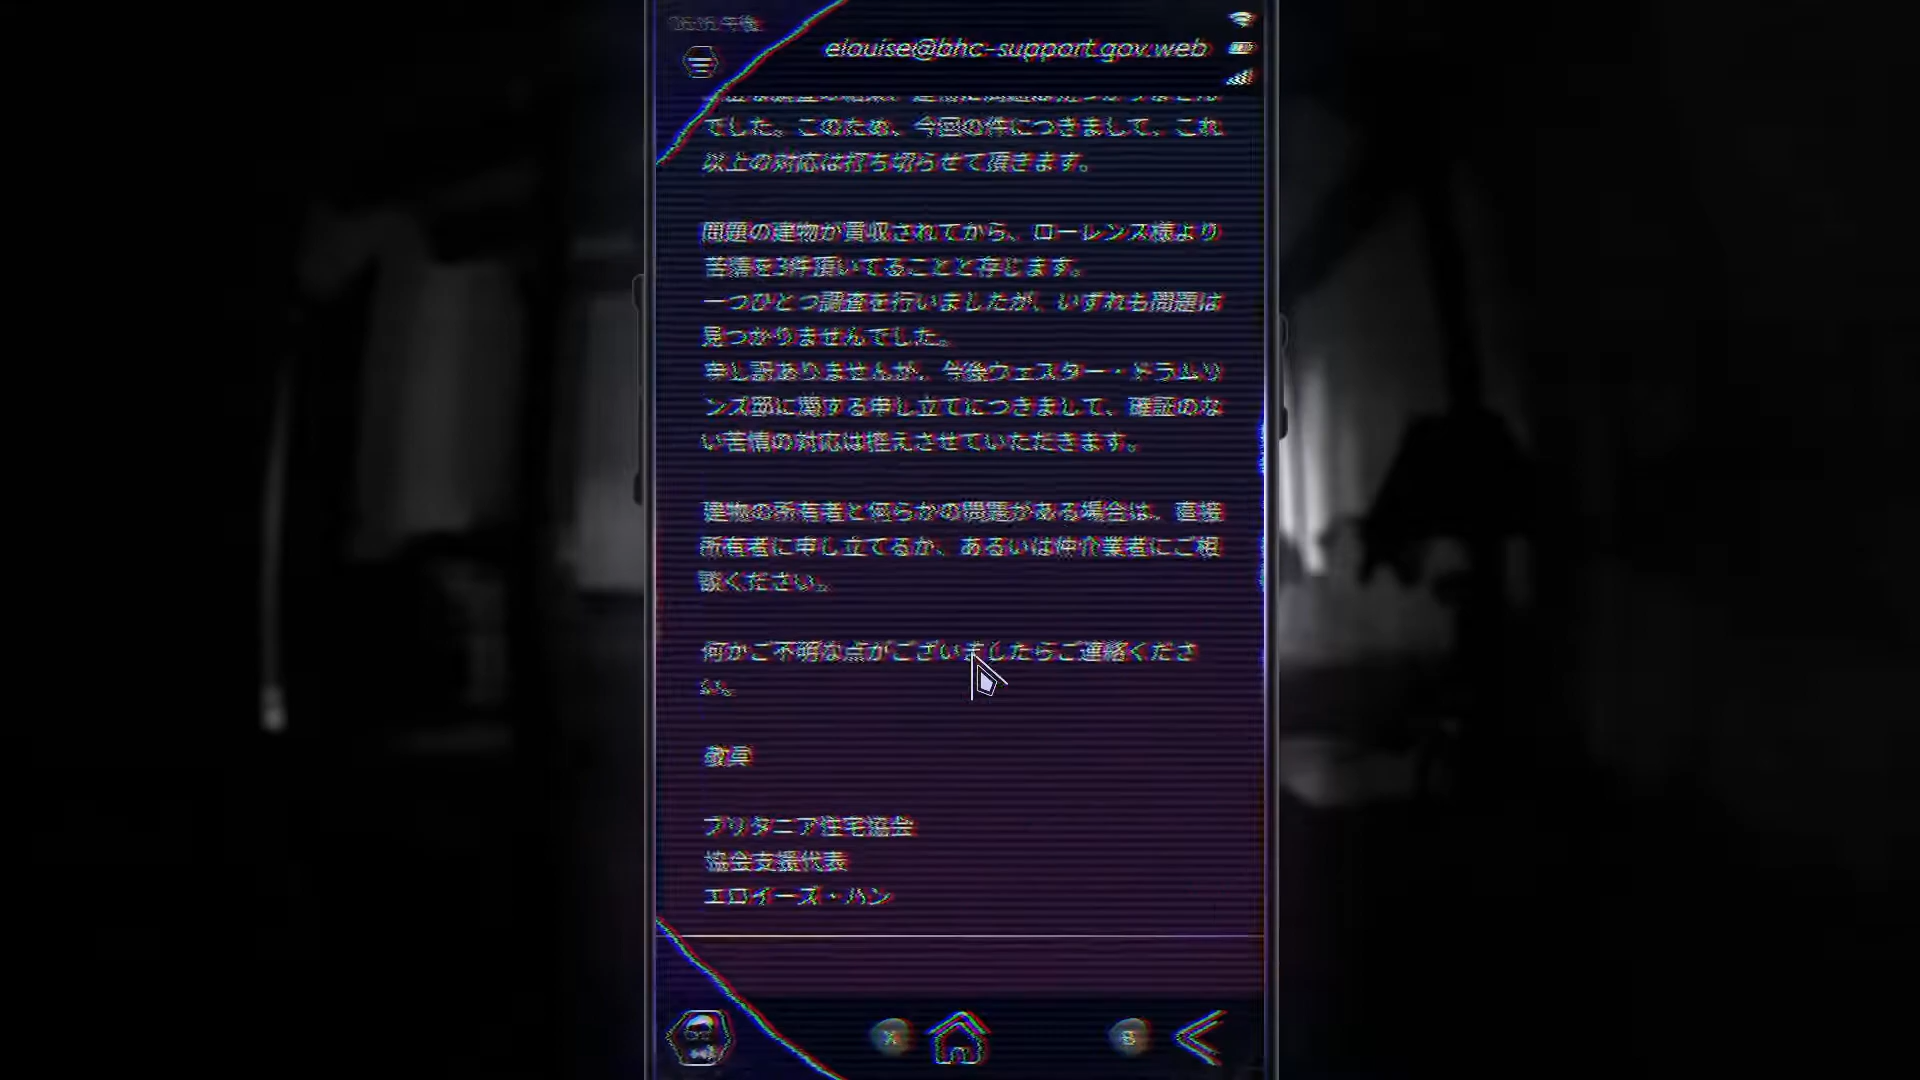 06:05 午後
elouise@bhc-support.gov.web
でした。このため、今回の件につきまして、これ
以上の対応は打ち切らせて頂きます。
問題の建物が買収されてから、ローレンス様より
苦情を3件頂いてることと存じます。
一つひとつ調査を行いましたが、いずれも問題は
見つかりませんでした。
申し訳ありませんが、今後ウェスター・ドラムリ
ンズ邸に関する申し立てにつきまして、確証のな
い苦情の対応は控えさせていただきます。
建物の所有者と何らかの問題がある場合は、直接
所有者に申し立てるか、あるいは仲介業者にご相
談ください。
何かご不明な点がございましたらご連絡くださ
い。
敬具
ブリタニア住宅協会
協会支援代表
エロイーズ・ハン
X
B